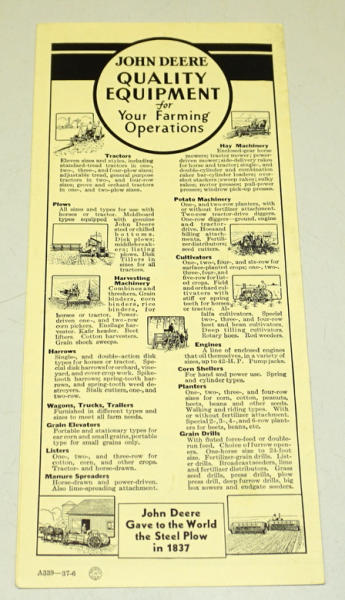 JOHN DEERE
QUALITY
EQUIPMENT
for
Your Farming
Operations
Tractors
Eleven sizes and styles, including
standard-tread tractors in one-,
two-, three-, and four-plow sizes;
adjustable tread, general purpose
tractors in two-, and four-row
sizes; grove and orchard tractors
in one- and two-plow sizes.
Plows
All sizes and types for use with
horses or tractor. Moldboard
types equipped with genuine
John Deere
steel or chilled
bottoms.
Disk plows;
middlebreakers;
listing
plows. Disk
Tillers in
sizes for all
tractors.
Harvesting
Machinery
Combines and
threshers. Grain
binders, corn
binders, rice
binders, for
horses or tractor. Power-
driven one-, and two-row
corn pickers. Ensilage har-
vester. Kafir header. Beet
lifters. Cotton harvesters.
Grain shock sweeps.
Harrows
Single-, and double-action disk
types for horses or tractor. Spe-
cial disk harrows for orchard, vine-
yard, and cover crop work. Spike-
tooth harrows; spring-tooth har-
rows, and spring-tooth weed de-
stroyers. Stalk cutters, one-, and
two-row.
Wagons, Trucks, Trailers
Furnished in different types and
sizes to meet all farm needs.
Grain Elevators
Portable and stationary types for
ear corn and small grains, portable
type for small grains only.
Listers
One-, two-, and three-row for
cotton, corn, and other crops.
Tractor- and horse-drawn.
Manure Spreaders
Horse-drawn and power-driven.
Also lime-spreading attachment.
Hay Machinery
Enclosed-gear horse
mowers; tractor mower; power-
driven mower; side-delivery rakes
for horse and tractor; single-, and
double-cylinder and combination
raker bar-cylinder loaders; over-
shot stackers; sweep rakes; sulky
rakes; motor presses; pull-power
presses; window pick-up press.
Potato Machinery
One-, and two-row planters, with
or without fertilizer attachment.
Two-row tractor-drive diggers.
One-row diggers—ground, engine
and tractor-
drive. Hoes and
hilling attach-
ments. Fertili-
zer distributors;
seed cutters.
Cultivators
One-, two-, four-, and six-row for
surface-planted crops; one-, two-,
three-, four-, and
five-row for list-
ed crops. Field
and orchard cul-
tivators with
stiff or spring
teeth for horses
or tractor. Al-
falfa cultivators. Special
two-, three-, and four-row
beet and bean cultivators.
Deep tilling cultivators.
Rotary hoes. Rod weeders.
Engines
A line of enclosed engines
that oil themselves, in a variety of
sizes, up to 42-H.P. Pump jacks.
Corn Shellers
For hand and power use. Spring
and cylinder types.
Planters
One-, two-, three-, and four-row
sizes for corn, cotton, peanuts,
beets, beans and other seeds.
Walking and riding types. With
or without fertilizer attachment.
Special 2-, 3-, 4-, and 6-row plant-
ers for beets, beans, etc.
Grain Drills
With fluted force-feed or double-
run feed. Choice of furrow open-
ers. One-horse size to 24-foot
size. Fertilizer-grain drills. List-
er drills. Broadcast seeders, lime
and fertilizer distributors. Grass
seed drills, press drills, plow
press drill, deep furrow drills, big
box sowers and endgate seeders.
John Deere
Gave to the World
the Steel Plow
in 1837
A339—37-6